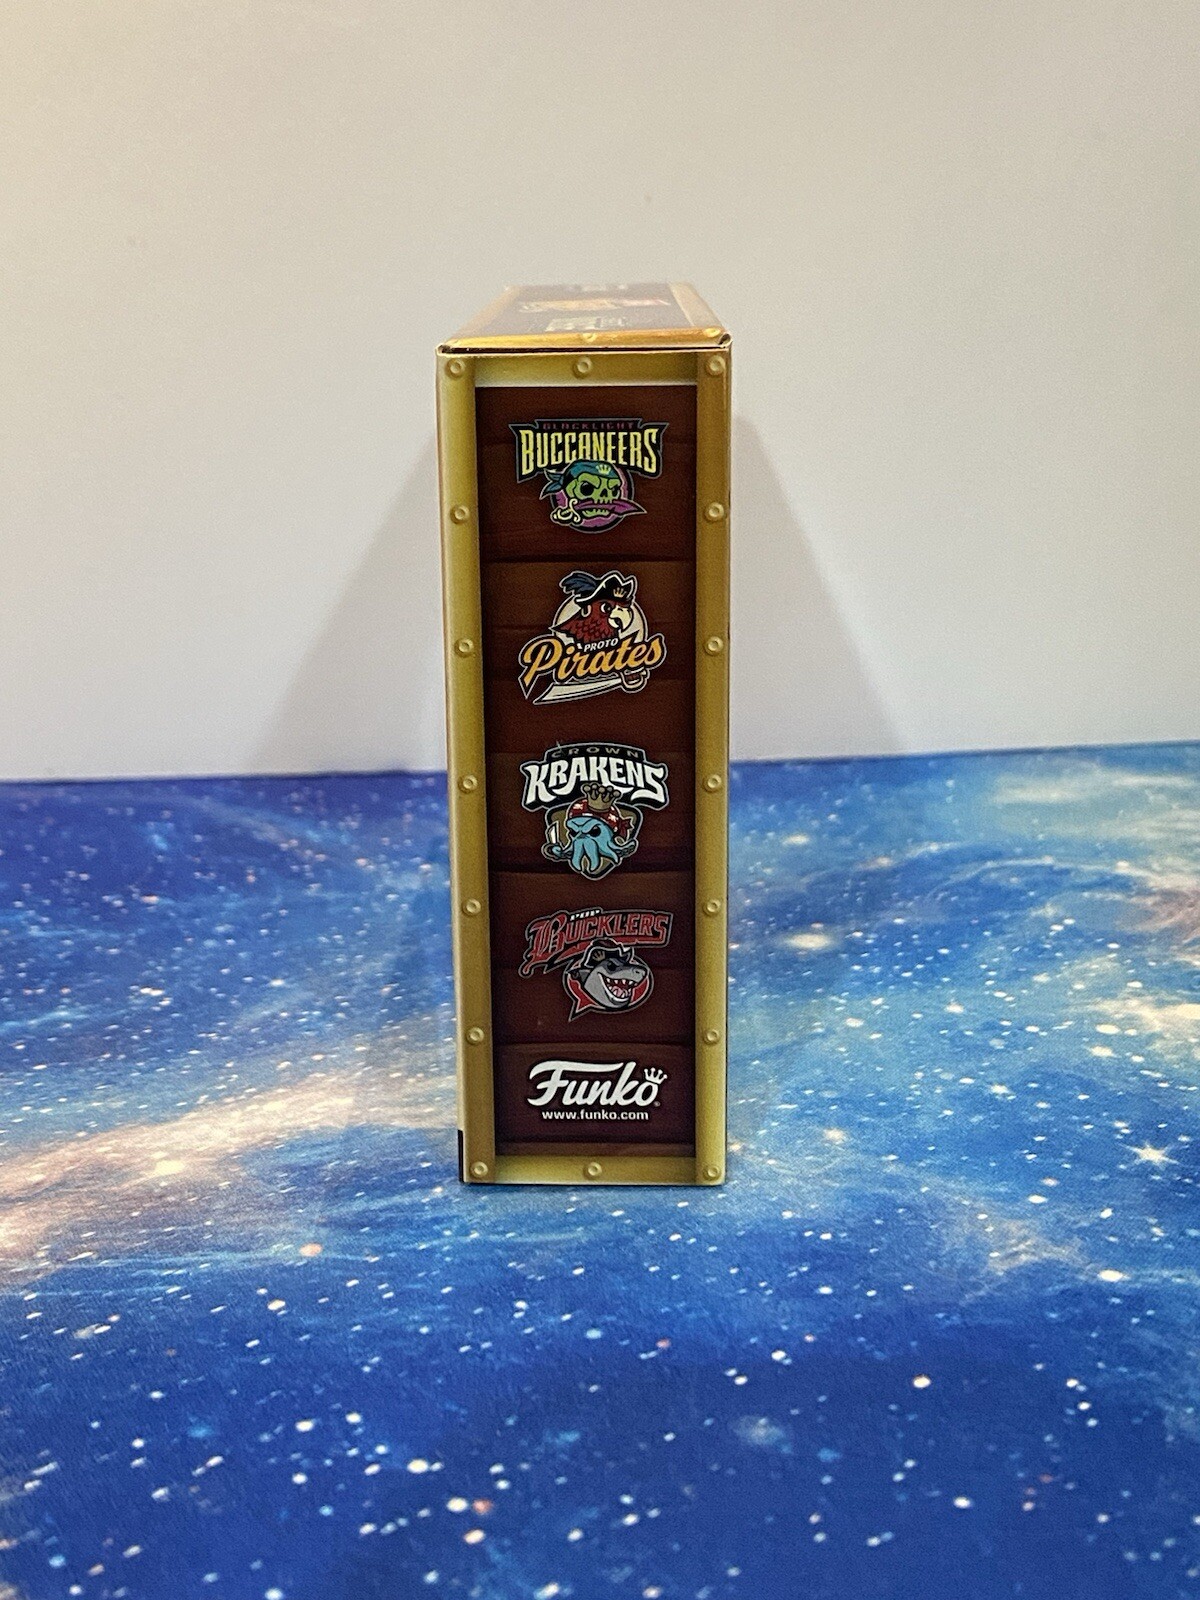 BLACKLIGHT
BUCCANEERS
PROTO
Pirates
CROWN
KRAKENS
POP
BUCKLERS
Funko
www.funko.com